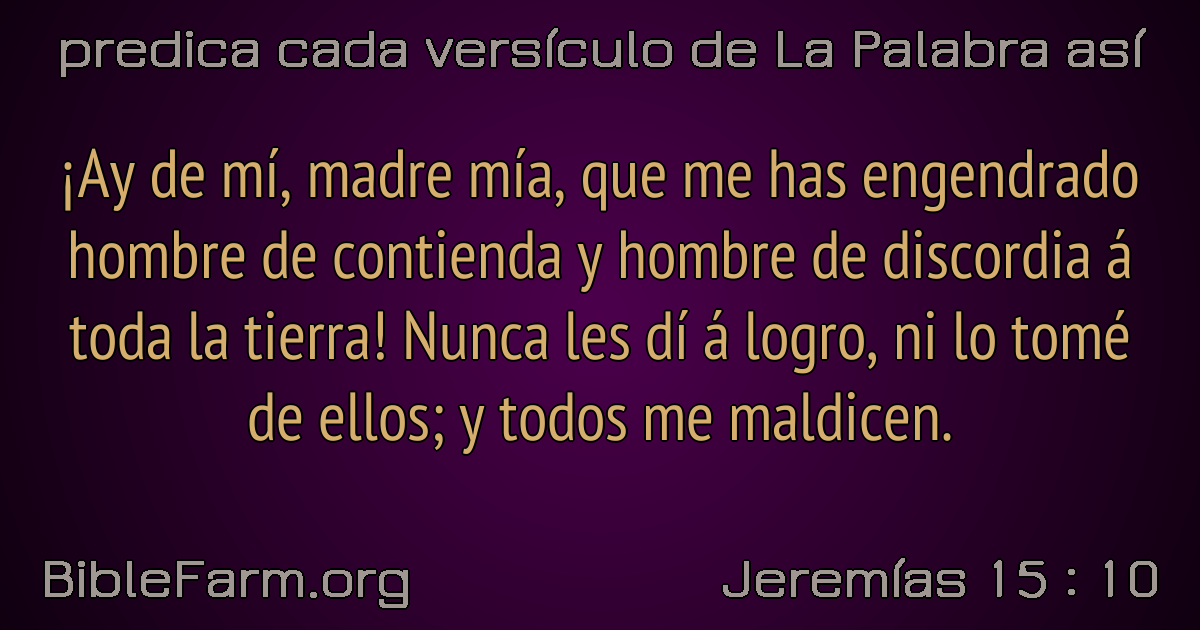 predica cada versículo de La Palabra así
¡Ay de mí, madre mía, que me has engendrado
hombre de contienda y hombre de discordia á
toda la tierra! Nunca les dí á logro, ni lo tomé
de ellos; y todos me maldicen.
BibleFarm.org
Jeremías 15 : 10